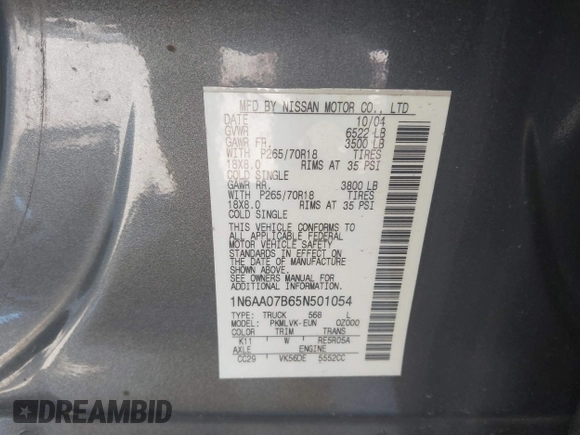 MFD BY NISSAN MOTOR CO., LTD
DATE 10/04
GVWR 6522 LB
GAWR FR. 3500 LB
WITH P265/70R18 TIRES
18X8.0 RIMS AT 35 PSI
COLD SINGLE
GAWR RR. 3800 LB
WITH P265/70R18 TIRES
18X8.0 RIMS AT 35 PSI
COLD SINGLE
THIS VEHICLE CONFORMS TO
ALL APPLICABLE FEDERAL
MOTOR VEHICLE SAFETY
STANDARDS IN EFFECT ON
THE DATE OF MANUFACTURE
SHOWN ABOVE.
SEE OWNERS MANUAL FOR
ADDITIONAL INFORMATION.
1N6AA07B65N501054
TYPE: TRUCK 568 L
MODEL: PKMLVK-EUN OZ000
COLOR TRIM TRANS
K11 W RE5R05A
AXLE ENGINE
CC29 VK56DE 5552CC
DREAMBID